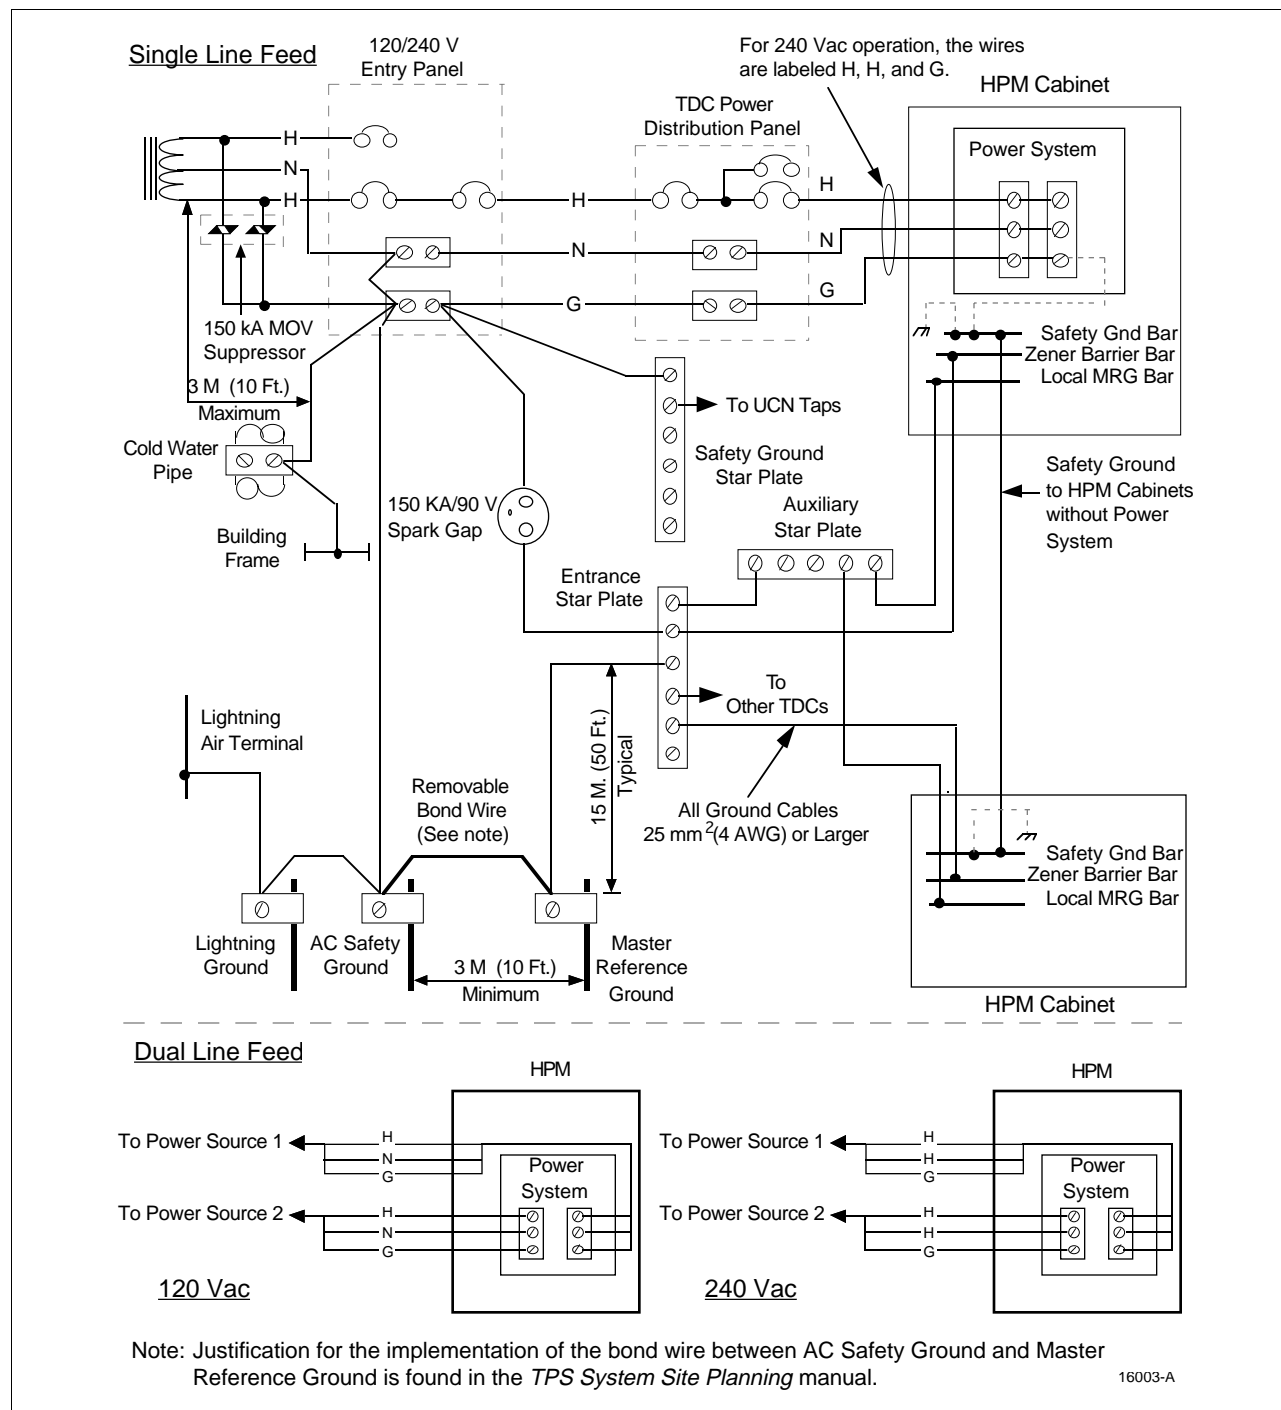 Single Line Feed
120/240 V
Entry Panel
For 240 Vac operation, the wires
are labeled H, H, and G.
HPM Cabinet
TDC Power
Distribution Panel
Power System
H
N
H
H
H
N
N
G
G
150 kA MOV
Suppressor
3 M (10 Ft.)
Maximum
Safety Gnd Bar
Zener Barrier Bar
Local MRG Bar
To UCN Taps
Cold Water
Pipe
Safety Ground
Star Plate
Safety Ground
to HPM Cabinets
without Power
System
150 KA/90 V
Spark Gap
Auxiliary
Star Plate
Building
Frame
Entrance
Star Plate
To
Other TDCs
Lightning
Air Terminal
15 M. (50 Ft.)
Typical
Removable
Bond Wire
(See note)
All Ground Cables
25 mm2(4 AWG) or Larger
Safety Gnd Bar
Zener Barrier Bar
Local MRG Bar
Lightning
Ground
AC Safety
Ground
3 M (10 Ft.)
Minimum
Master
Reference
Ground
HPM Cabinet
Dual Line Feed
HPM
To Power Source 1
H
N
G
Power
System
To Power Source 2
H
N
G
120 Vac
HPM
To Power Source 1
H
H
G
Power
System
To Power Source 2
H
H
G
240 Vac
Note: Justification for the implementation of the bond wire between AC Safety Ground and Master
Reference Ground is found in the TPS System Site Planning manual.
16003-A